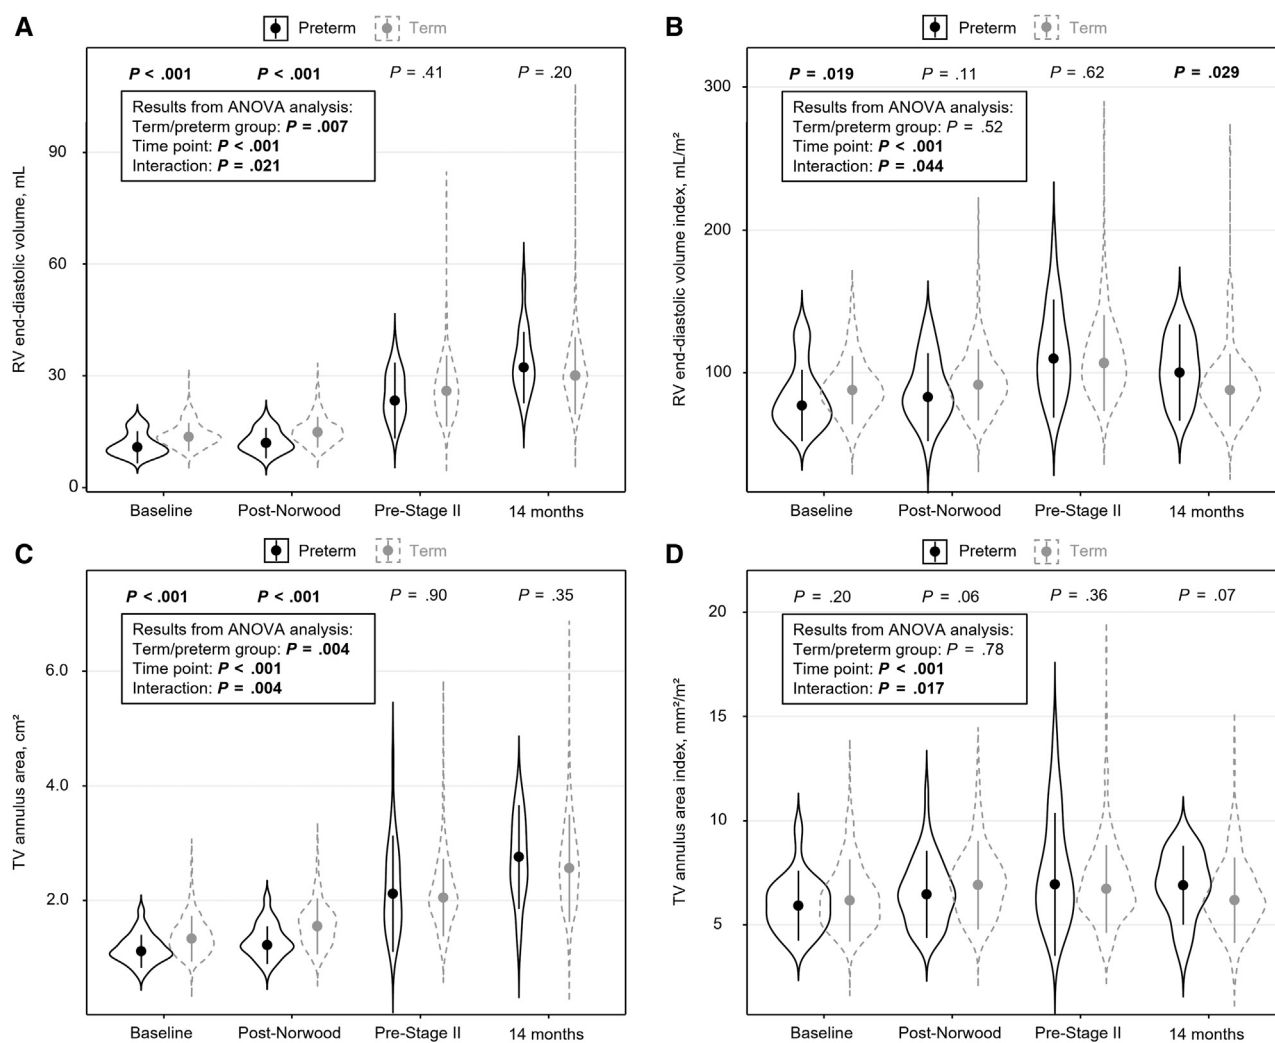 A
Preterm
Term
P < .001
P < .001
P = .41
P = .20
Results from ANOVA analysis:
Term/preterm group: P = .007
Time point: P < .001
Interaction: P = .021
RV end-diastolic volume, mL
90
60
30
0
Baseline
Post-Norwood
Pre-Stage II
14 months
B
Preterm
Term
P = .019
P = .11
P = .62
P = .029
Results from ANOVA analysis:
Term/preterm group: P = .52
Time point: P < .001
Interaction: P = .044
RV end-diastolic volume index, mL/m²
300
200
100
Baseline
Post-Norwood
Pre-Stage II
14 months
C
Preterm
Term
P < .001
P < .001
P = .90
P = .35
Results from ANOVA analysis:
Term/preterm group: P = .004
Time point: P < .001
Interaction: P = .004
TV annulus area, cm²
6.0
4.0
2.0
Baseline
Post-Norwood
Pre-Stage II
14 months
D
Preterm
Term
P = .20
P = .06
P = .36
P = .07
Results from ANOVA analysis:
Term/preterm group: P = .78
Time point: P < .001
Interaction: P = .017
TV annulus area index, mm²/m²
20
15
10
5
Baseline
Post-Norwood
Pre-Stage II
14 months